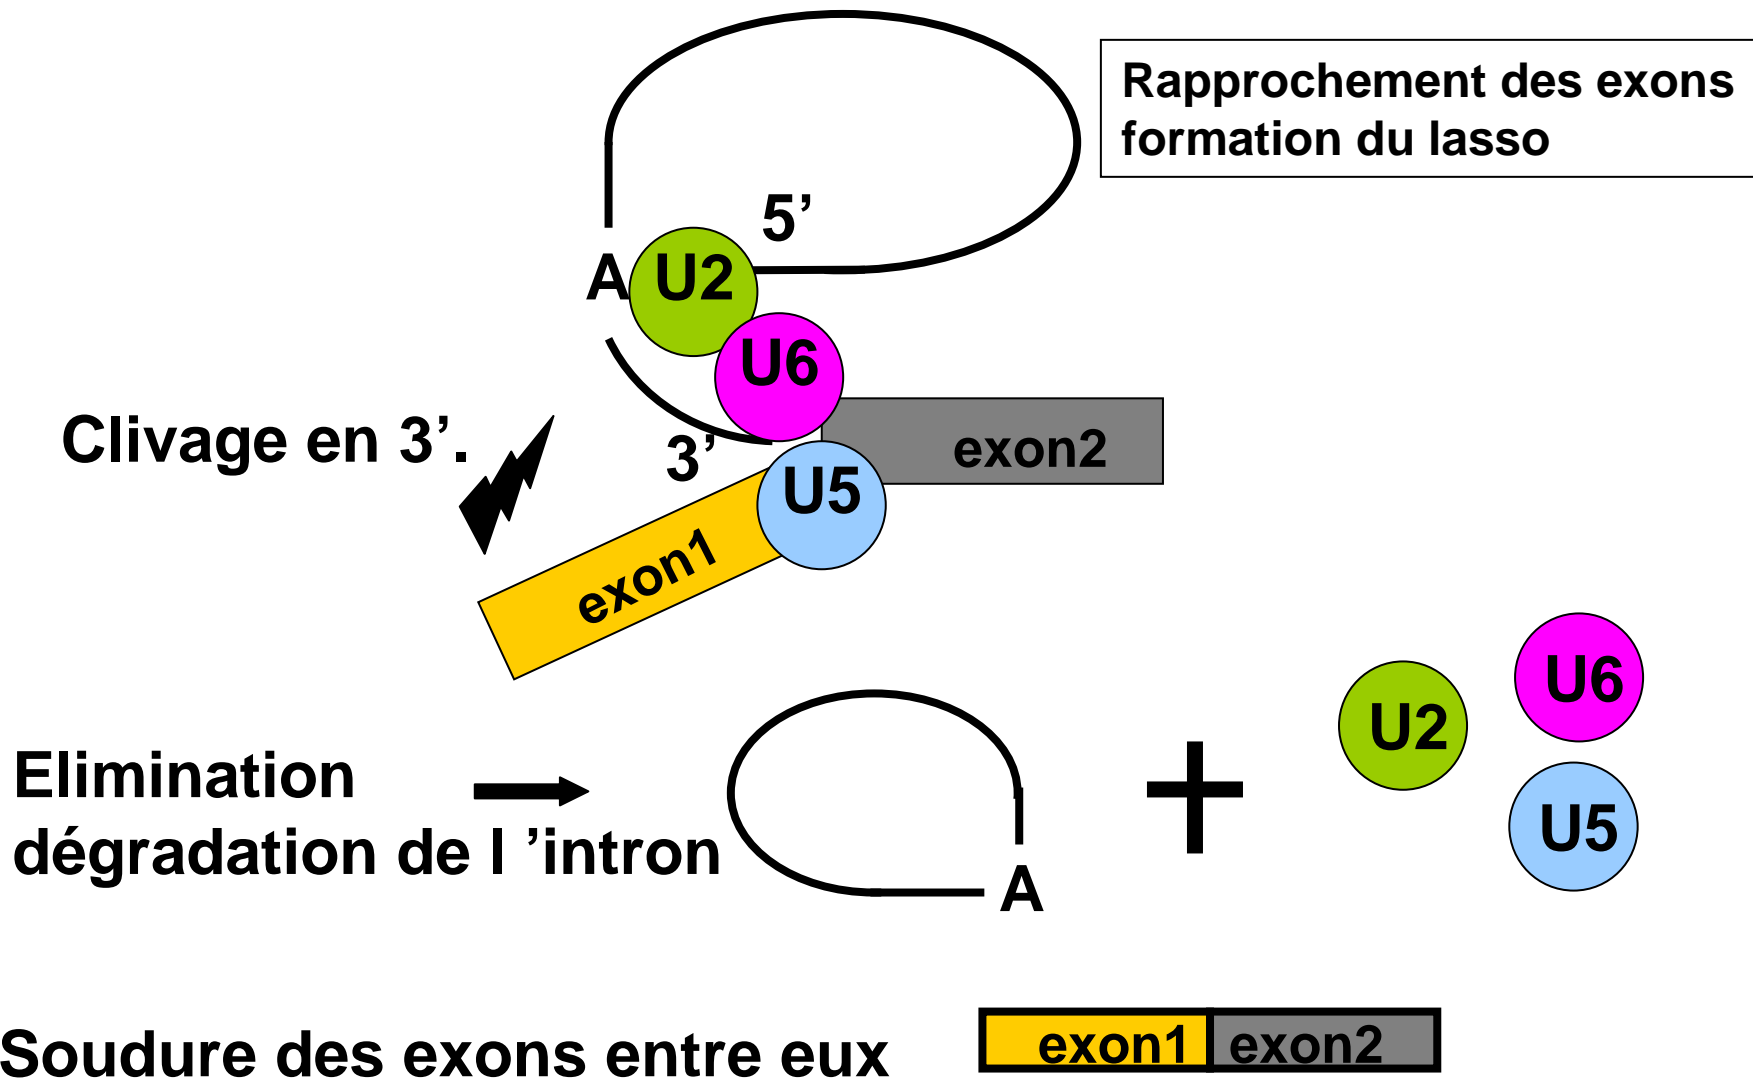 Rapprochement des exons
formation du lasso
5’
A
U2
U6
Clivage en 3’.
3’
exon2
U5
exon1
U6
U2
Elimination
dégradation de l ’intron
U5
A
Soudure des exons entre eux
exon1
exon2